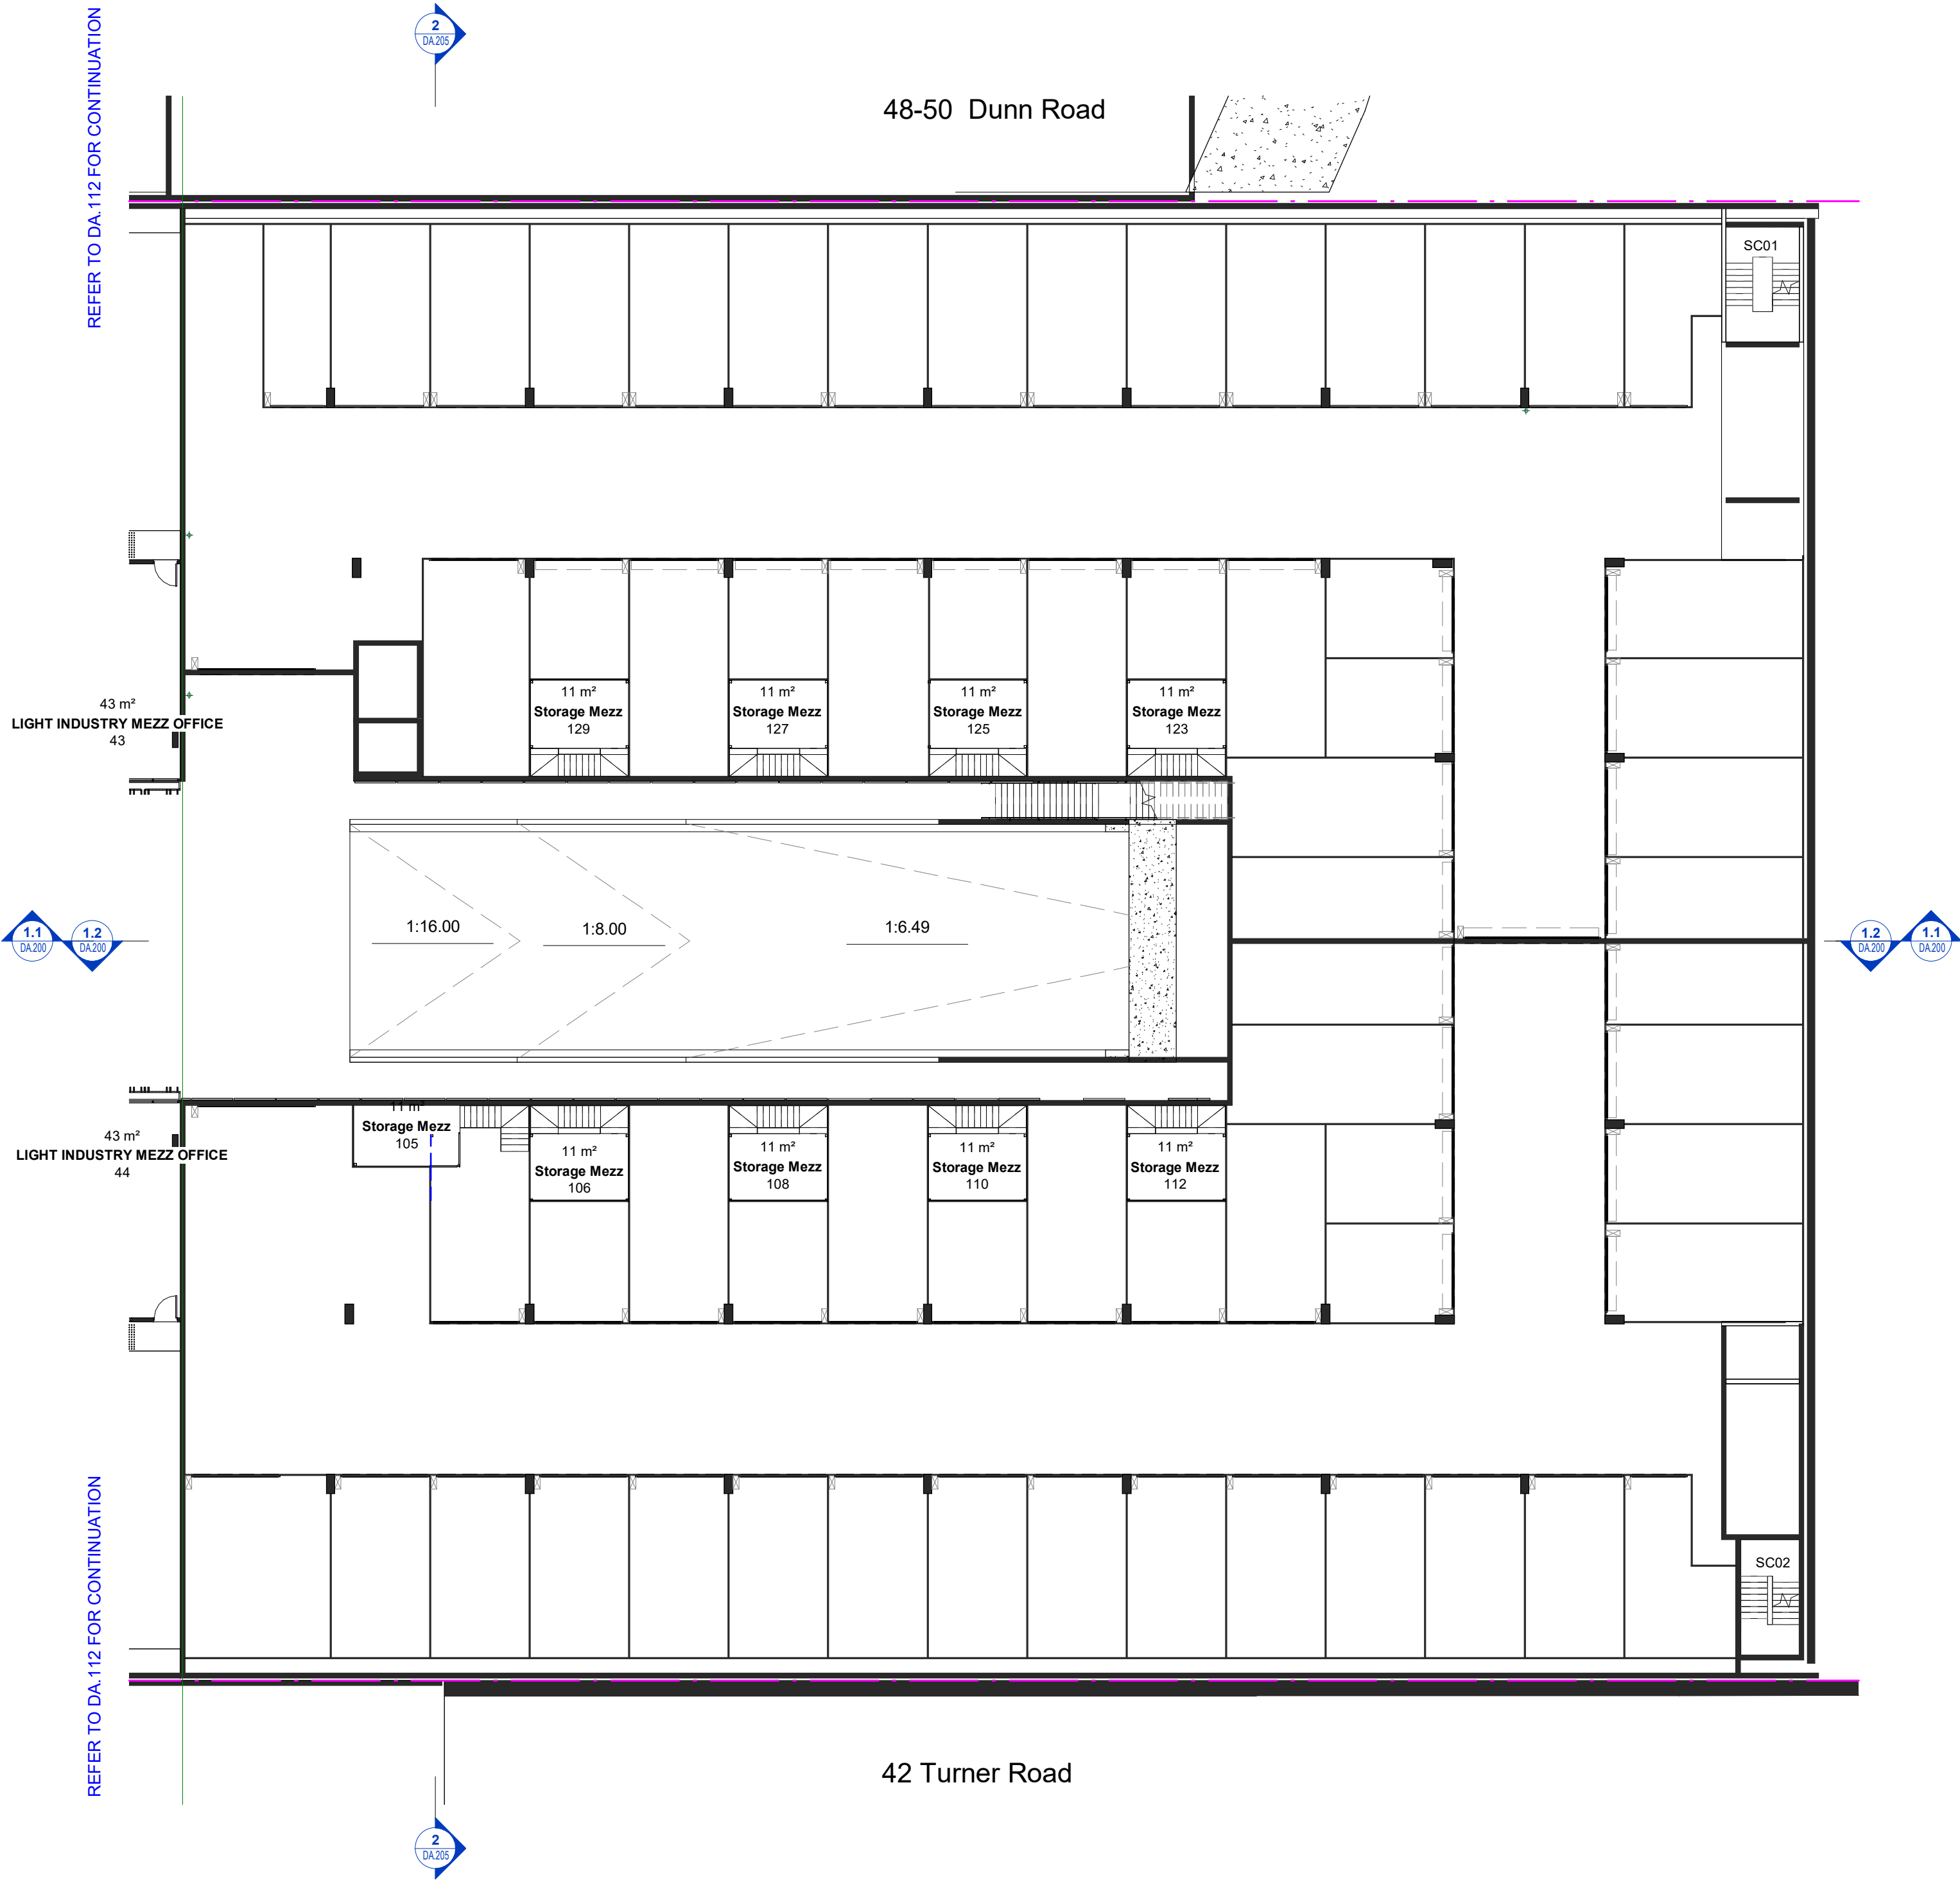 2
DA.205
REFER TO DA.112 FOR CONTINUATION
48-50 Dunn Road
SC01
43 m²
LIGHT INDUSTRY MEZZ OFFICE
43
11 m²
Storage Mezz
129
11 m²
Storage Mezz
127
11 m²
Storage Mezz
125
11 m²
Storage Mezz
123
1.1
DA.200
1.2
DA.200
1:16.00
1:8.00
1:6.49
1.2
DA.200
1.1
DA.200
43 m²
LIGHT INDUSTRY MEZZ OFFICE
44
11 m²
Storage Mezz
105
11 m²
Storage Mezz
106
11 m²
Storage Mezz
108
11 m²
Storage Mezz
110
11 m²
Storage Mezz
112
REFER TO DA.112 FOR CONTINUATION
SC02
42 Turner Road
2
DA.205